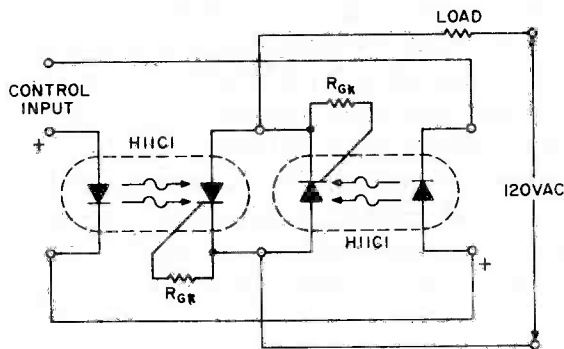 LOAD
RGK
CONTROL
INPUT
+
H11C1
120VAC
H11C1
+
RGK